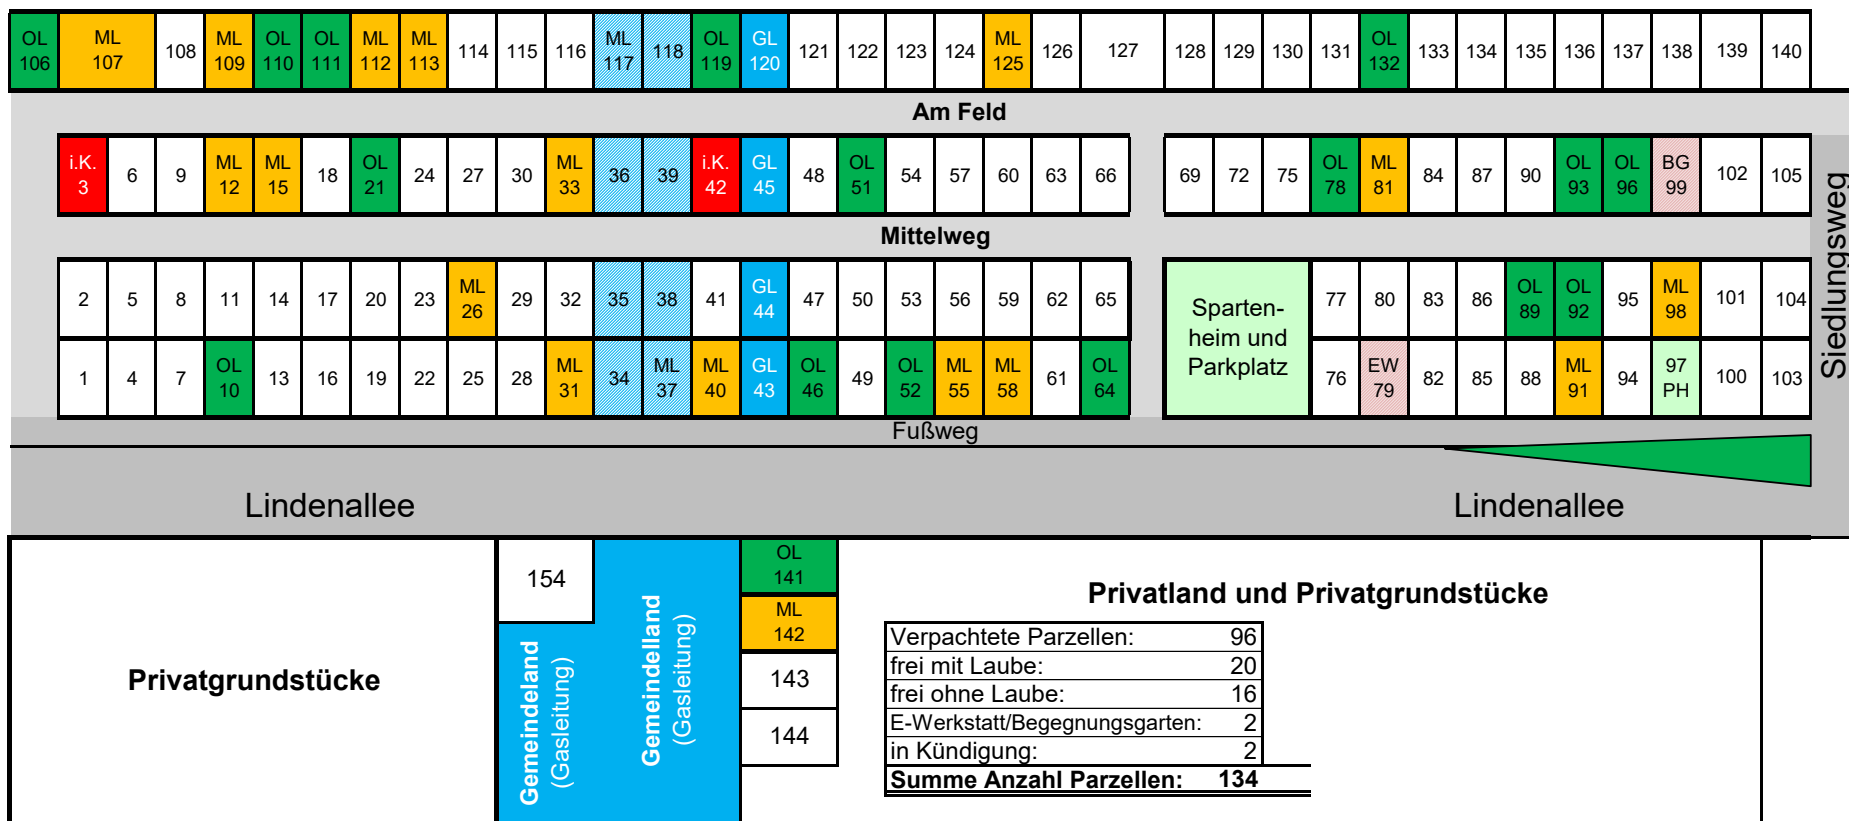 OL 106 ML 107 108 ML 109 OL 110 OL 111 ML 112 ML 113 114 115 116 ML 117 118 OL 119 GL 120 121 122 123 124 ML 125 126 127 128 129 130 131 OL 132 133 134 135 136 137 138 139 140
Am Feld
i.K. 3 6 9 ML 12 ML 15 18 OL 21 24 27 30 ML 33 36 39 i.K. 42 GL 45 48 OL 51 54 57 60 63 66 69 72 75 OL 78 ML 81 84 87 90 OL 93 OL 96 BG 99 102 105
Siedlungsweg
Mittelweg
2 5 8 11 14 17 20 23 ML 26 29 32 35 38 41 GL 44 47 50 53 56 59 62 65 77 80 83 86 OL 89 OL 92 95 ML 98 101 104
Sparten-
heim und
Parkplatz
1 4 7 OL 10 13 16 19 22 25 28 ML 31 34 ML 37 ML 40 GL 43 OL 46 49 OL 52 ML 55 ML 58 61 OL 64 76 EW 79 82 85 88 ML 91 94 97 PH 100 103
Fußweg
Lindenallee Lindenallee
Privatgrundstücke
154
Gemeindeland
(Gasleitung)
Gemeindelland
(Gasleitung)
OL
141
ML
142
143
144
Privatland und Privatgrundstücke
Verpachtete Parzellen: 96
frei mit Laube: 20
frei ohne Laube: 16
E-Werkstatt/Begegnungsgarten: 2
in Kündigung: 2
Summe Anzahl Parzellen: 134